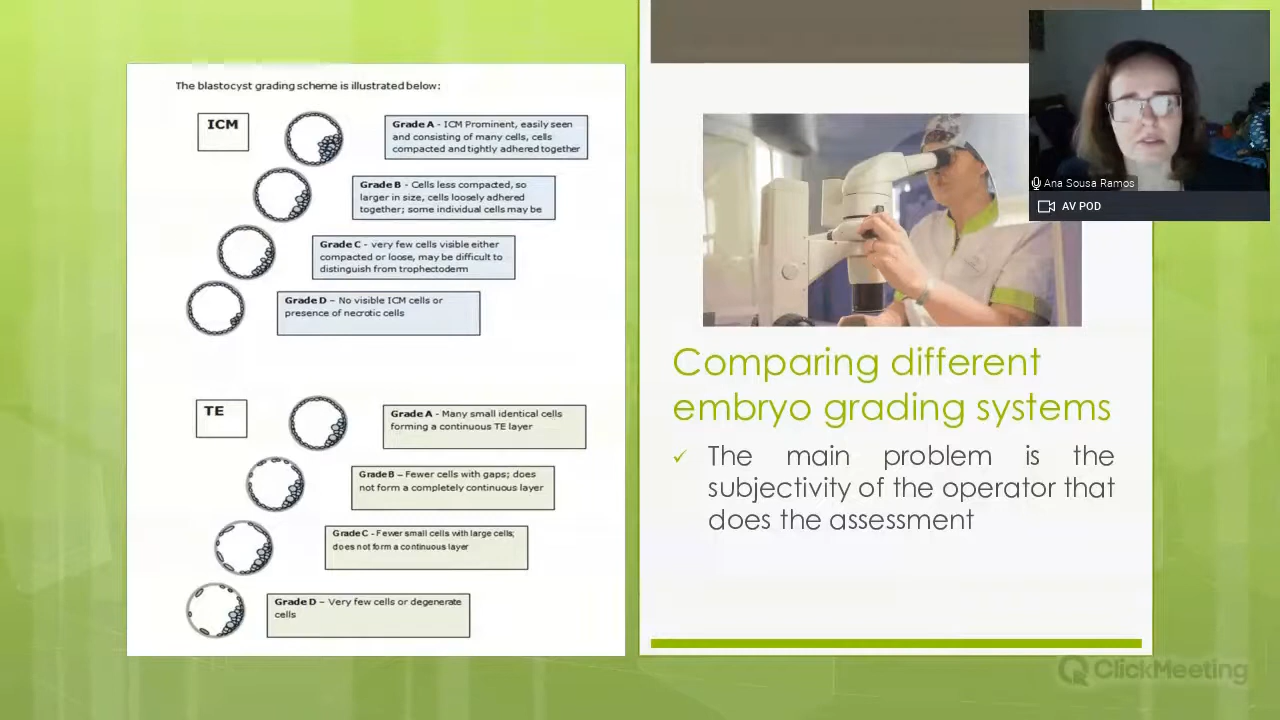 The blastocyst grading scheme is illustrated below:
ICM
Grade A - ICM Prominent, easily seen
and consisting of many cells, cells
compacted and tightly adhered together
Grade B - Cells less compacted, so
larger in size, cells loosely adhered
together; some individual cells may be
Grade C - very few cells visible either
compacted or loose, may be difficult to
distinguish from trophectoderm
Grade D – No visible ICM cells or
presence of necrotic cells
TE
Grade A - Many small identical cells
forming a continuous TE layer
GradeB – Fewer cells with gaps; does
not form a completely continuous layer
Grade C - Fewer small cells with large cells;
does not form a continuous layer
Grade D – Very few cells or degenerate
cells
Comparing different
embryo grading systems
The main problem is the
subjectivity of the operator that
does the assessment
Ana Sousa Ramos
AV POD
ClickMeeting